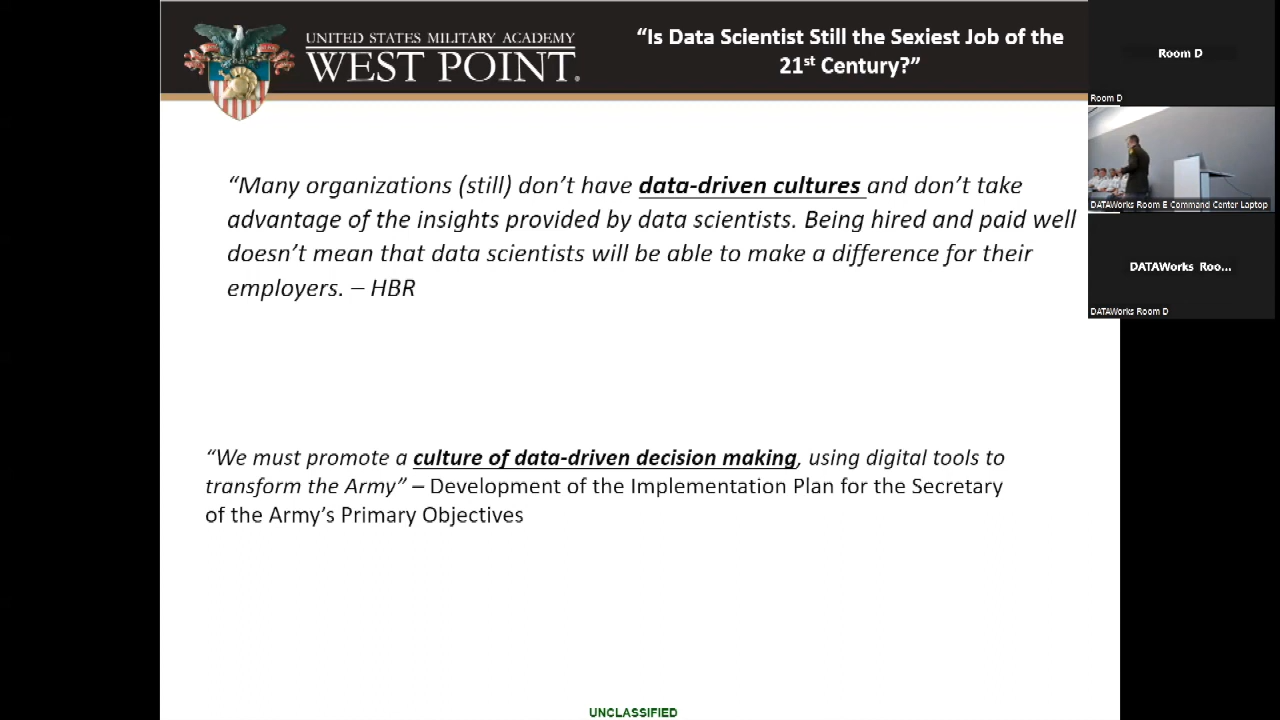 UNITED STATES MILITARY ACADEMY
WEST POINT.
“Is Data Scientist Still the Sexiest Job of the
21st Century?”
“Many organizations (still) don’t have data-driven cultures and don’t take
advantage of the insights provided by data scientists. Being hired and paid well
doesn’t mean that data scientists will be able to make a difference for their
employers. – HBR
“We must promote a culture of data-driven decision making, using digital tools to
transform the Army” – Development of the Implementation Plan for the Secretary
of the Army’s Primary Objectives
UNCLASSIFIED
Room D
Room D
DATAWorks Room E Command Center Laptop
DATAWorks Roo...
DATAWorks Room D